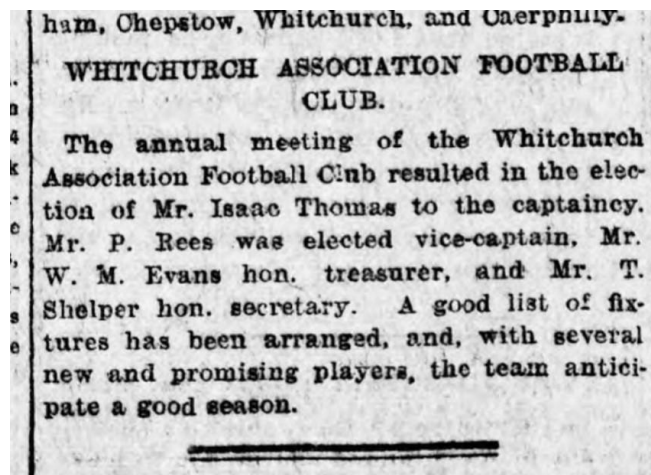 ham, Chepstow, Whitchurch, and Caerphilly.
WHITCHURCH ASSOCIATION FOOTBALL
CLUB.
The annual meeting of the Whitchurch
Association Football Club resulted in the elec-
tion of Mr. Isaac Thomas to the captaincy.
Mr. P. Rees was elected vice-captain, Mr.
W. M. Evans hon. treasurer, and Mr. T.
Shelper hon. secretary. A good list of fix-
tures has been arranged, and, with several
new and promising players, the team antici-
pate a good season.